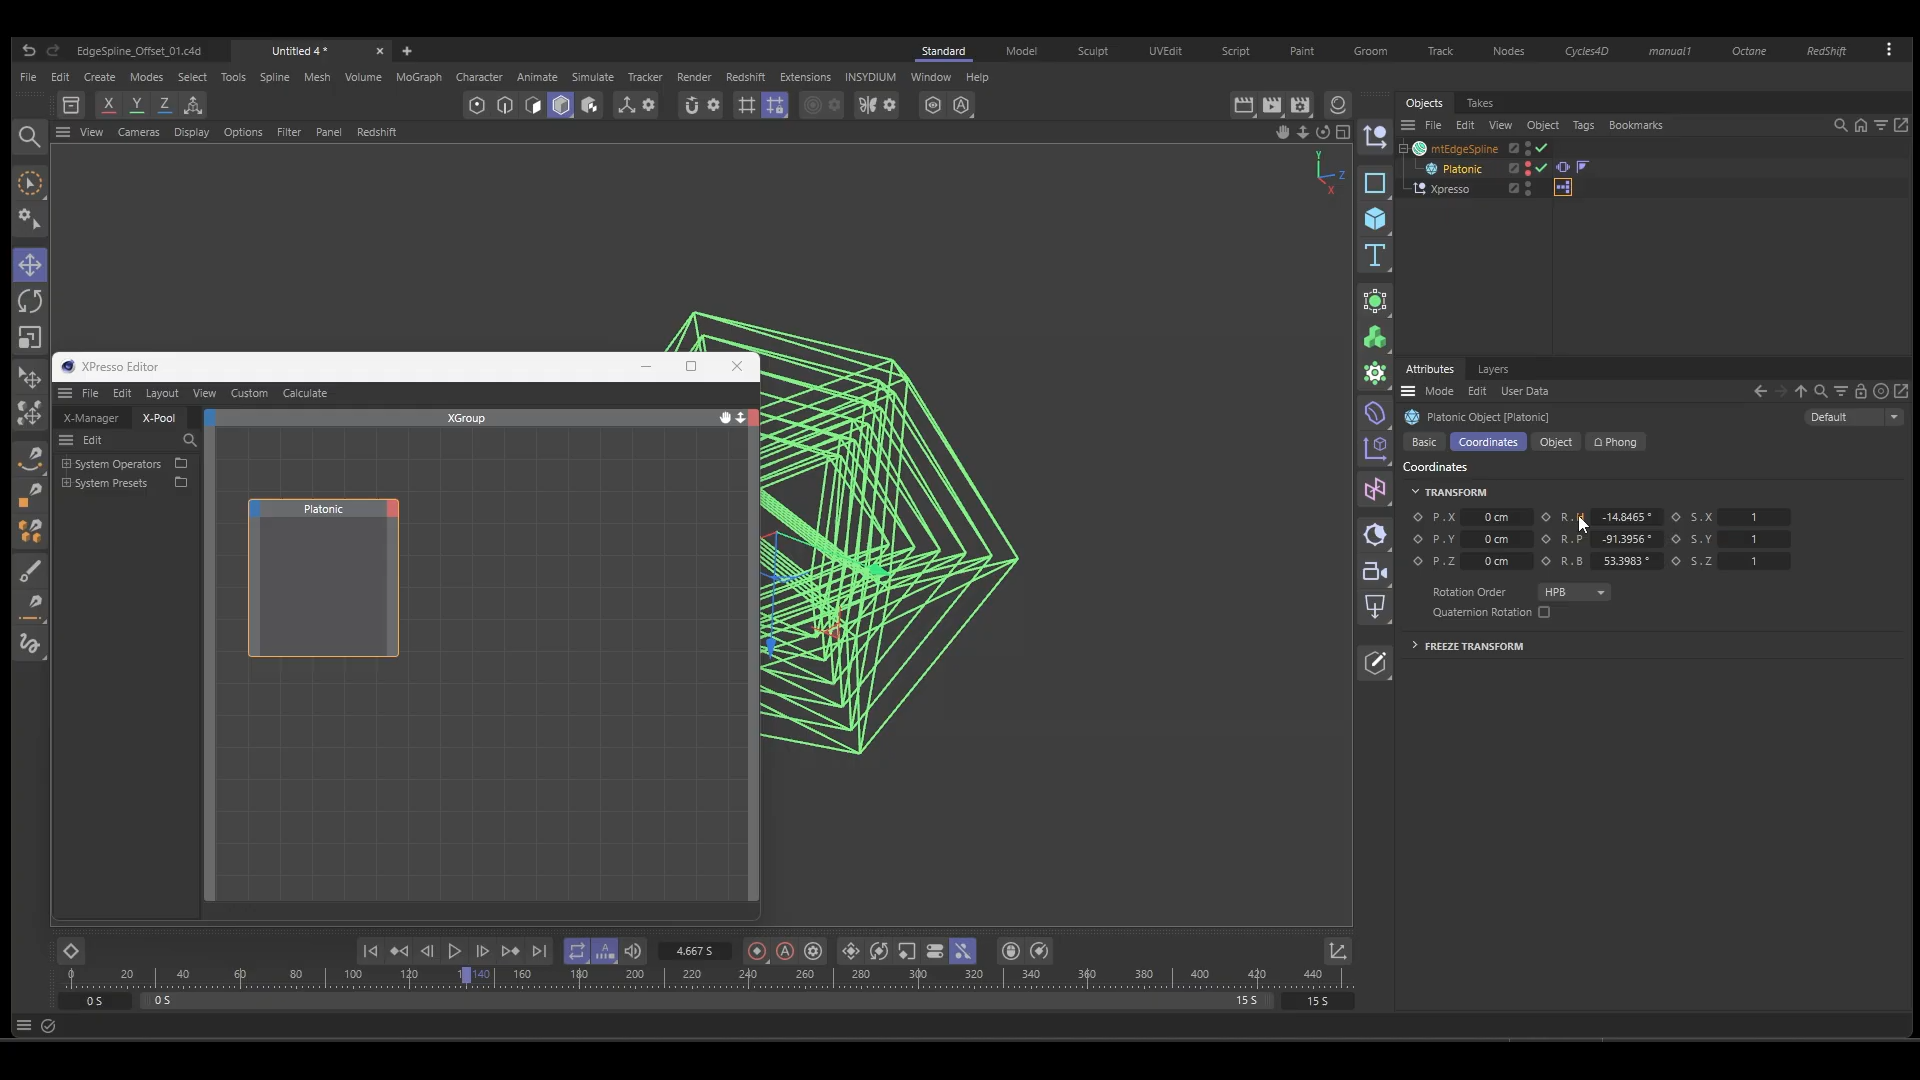 EdgeSpline_Offset_01.c4d Untitled 4 * Standard Model Sculpt UVEdit Script Paint Groom Track Nodes Cycles4D manual1 Octane RedShift
File Edit Create Modes Select Tools Spline Mesh Volume MoGraph Character Animate Simulate Tracker Render Redshift Extensions INSYDIUM Window Help
X Y Z
Objects Takes
View Cameras Display Options Filter Panel Redshift
File Edit View Object Tags Bookmarks
Y
Z
X
mtEdgeSpline
Platonic
Xpresso
XPresso Editor
File Edit Layout View Custom Calculate
X-Manager X-Pool
XGroup
Edit
System Operators
System Presets
Platonic
Attributes Layers
Mode Edit User Data
Platonic Object [Platonic] Default
Basic Coordinates Object Phong
Coordinates
TRANSFORM
P . X 0 cm R . H -14.8465 ° S . X 1
P . Y 0 cm R . P -91.3956 ° S . Y 1
P . Z 0 cm R . B 53.3983 ° S . Z 1
Rotation Order HPB
Quaternion Rotation
FREEZE TRANSFORM
4.667 S
0 20 40 60 80 100 120 140 160 180 200 220 240 260 280 300 320 340 360 380 400 420 440
0 S 0 S 15 S 15 S